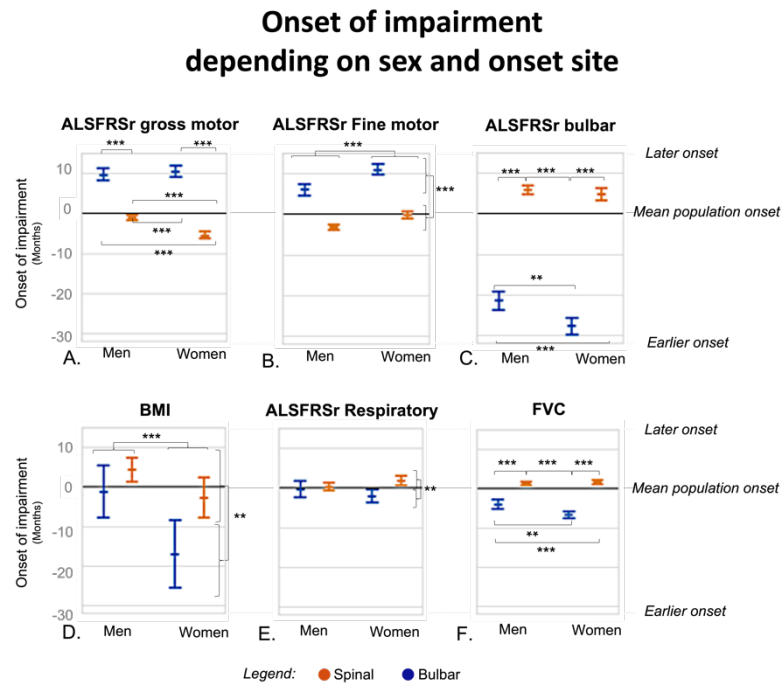 Onset of impairment
depending on sex and onset site
ALSFRSr gross motor
ALSFRSr Fine motor
ALSFRSr bulbar
Later onset
Mean population onset
Earlier onset
Onset of impairment
(Months)
10
0
-10
-20
-30
***
***
***
***
***
A.
Men
Women
***
***
B.
Men
Women
***
***
***
**
***
C.
Men
Women
BMI
ALSFRSr Respiratory
FVC
Later onset
Mean population onset
Earlier onset
Onset of impairment
(Months)
10
0
-10
-20
-30
***
**
D.
Men
Women
**
E.
Men
Women
***
***
***
**
***
F.
Men
Women
Legend: Spinal Bulbar